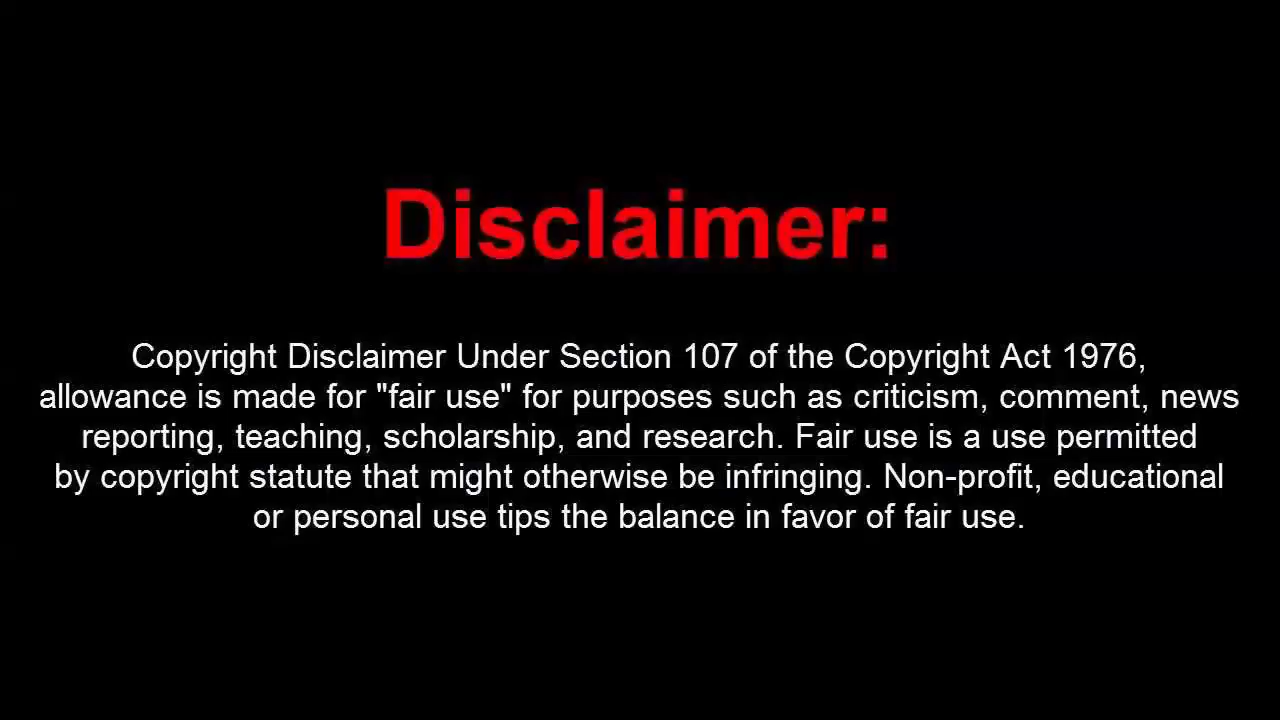 Disclaimer:
Copyright Disclaimer Under Section 107 of the Copyright Act 1976,
allowance is made for "fair use" for purposes such as criticism, comment, news
reporting, teaching, scholarship, and research. Fair use is a use permitted
by copyright statute that might otherwise be infringing. Non-profit, educational
or personal use tips the balance in favor of fair use.